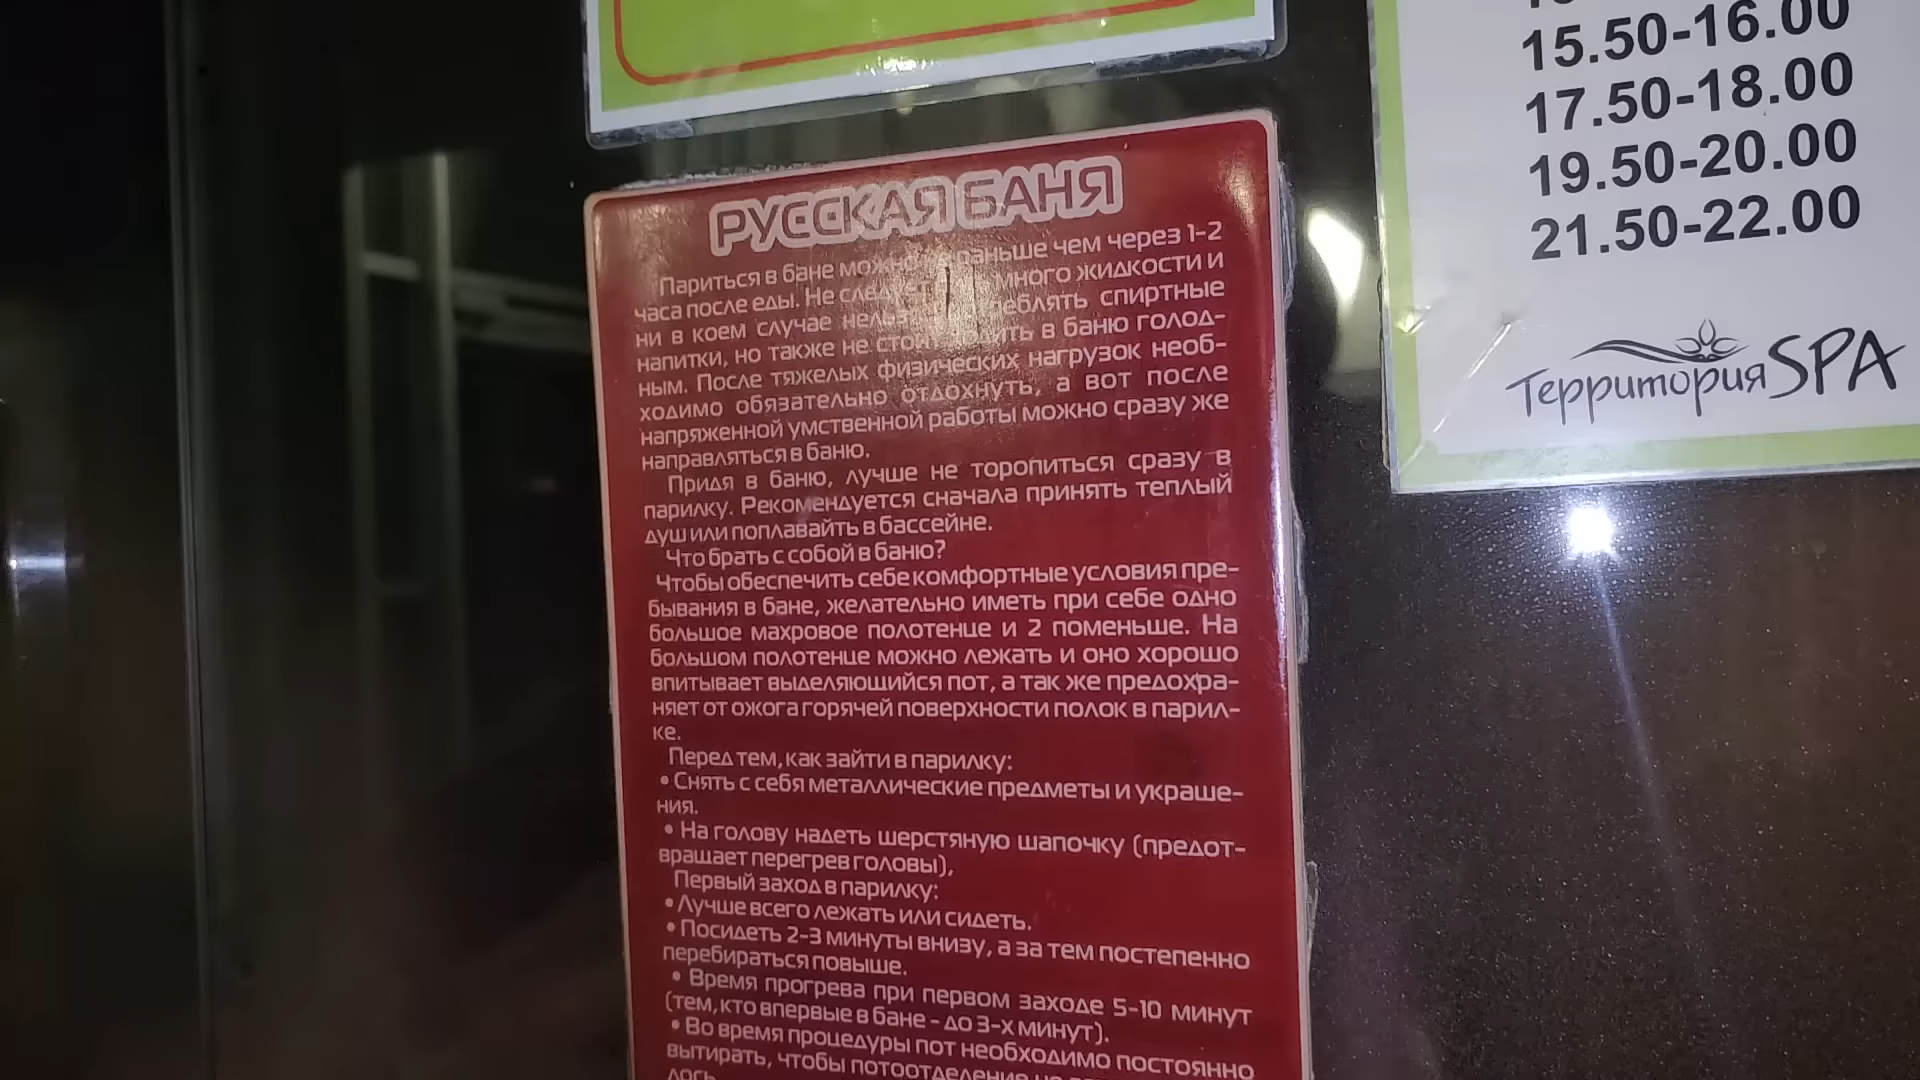 15.50-16.00
17.50-18.00
19.50-20.00
21.50-22.00
Территория SPA
РУССКАЯ БАНЯ
Париться в бане можно раньше чем через 1-2
часа после еды. Не следует много жидкости и
ни в коем случае нельзя спиртные
напитки, но также не стоит в баню голод-
ным. После тяжелых физических нагрузок необ-
ходимо обязательно отдохнуть, а вот после
напряженной умственной работы можно сразу же
направляться в баню.
Придя в баню, лучше не торопиться сразу в
парилку. Рекомендуется сначала принять теплый
душ или поплавайть в бассейне.
Что брать с собой в баню?
Чтобы обеспечить себе комфортные условия пре-
бывания в бане, желательно иметь при себе одно
большое махровое полотенце и 2 поменьше. На
большом полотенце можно лежать и оно хорошо
впитывает выделяющийся пот, а так же предохра-
няет от ожога горячей поверхности полок в парил-
ке.
Перед тем, как зайти в парилку:
• Снять с себя металлические предметы и украше-
ния.
• На голову надеть шерстяную шапочку (предот-
вращает перегрев головы),
Первый заход в парилку:
• Лучше всего лежать или сидеть.
• Посидеть 2-3 минуты внизу, а за тем постепенно
перебираться повыше.
• Время прогрева при первом заходе 5-10 минут
(тем, кто впервые в бане - до 3-х минут).
• Во время процедуры пот необходимо постоянно
вытирать, чтобы потоотделение
лось